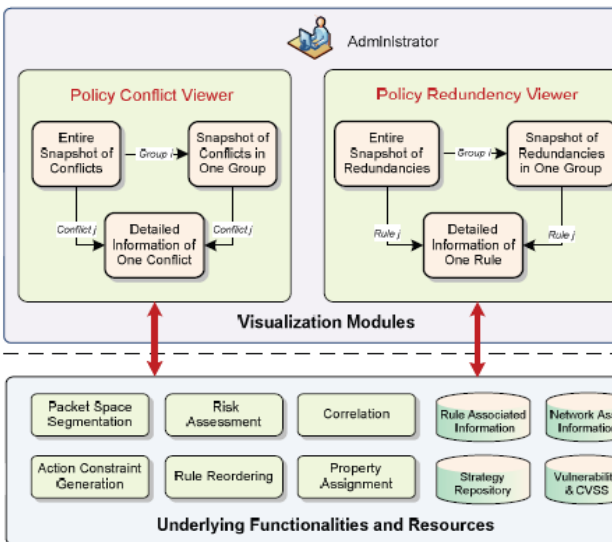 Administrator
Policy Conflict Viewer
Entire
Snapshot of
Conflicts
Group i
Snapshot of
Conflicts in
One Group
Conflict j
Conflict j
Detailed
Information of
One Conflict
Policy Redundancy Viewer
Entire
Snapshot of
Redundancies
Group i
Snapshot of
Redundancies
in One Group
Rule j
Rule j
Detailed
Information of
One Rule
Visualization Modules
Packet Space
Segmentation
Risk
Assessment
Correlation
Rule Associated
Information
Network
Action Constraint
Generation
Rule Reordering
Property
Assignment
Strategy
Repository
& CVSS
Underlying Functionalities and Resources